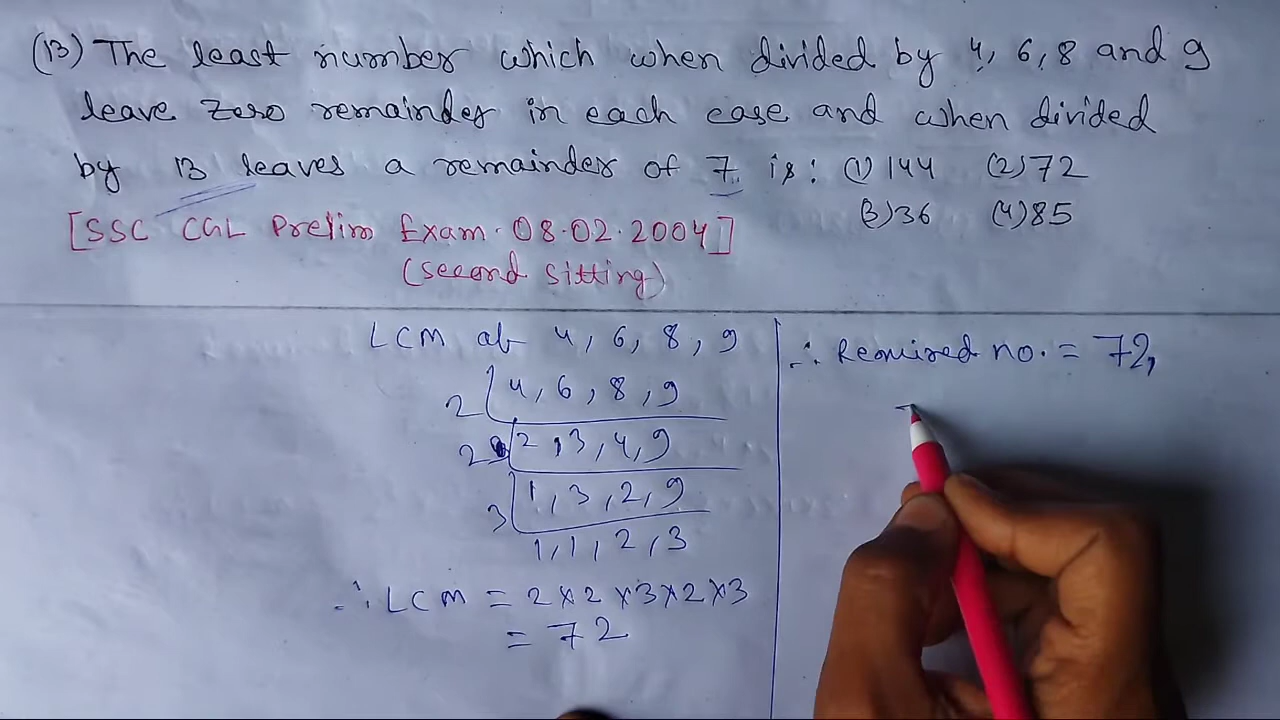 (13) The least number which when divided by 4, 6, 8 and 9
leave zero remainder in each case and when divided
by 13 leaves a remainder of 7 is: (1) 144 (2) 72
(3) 36 (4) 85
[SSC CGL Prelim Exam. 08.02.2004]
(second sitting)
LCM of 4, 6, 8, 9
2 4, 6, 8, 9
2 2, 3, 4, 9
3 1, 3, 2, 9
1, 1, 2, 3
∴ LCM = 2×2×3×2×3
= 72
∴ Required no. = 72,